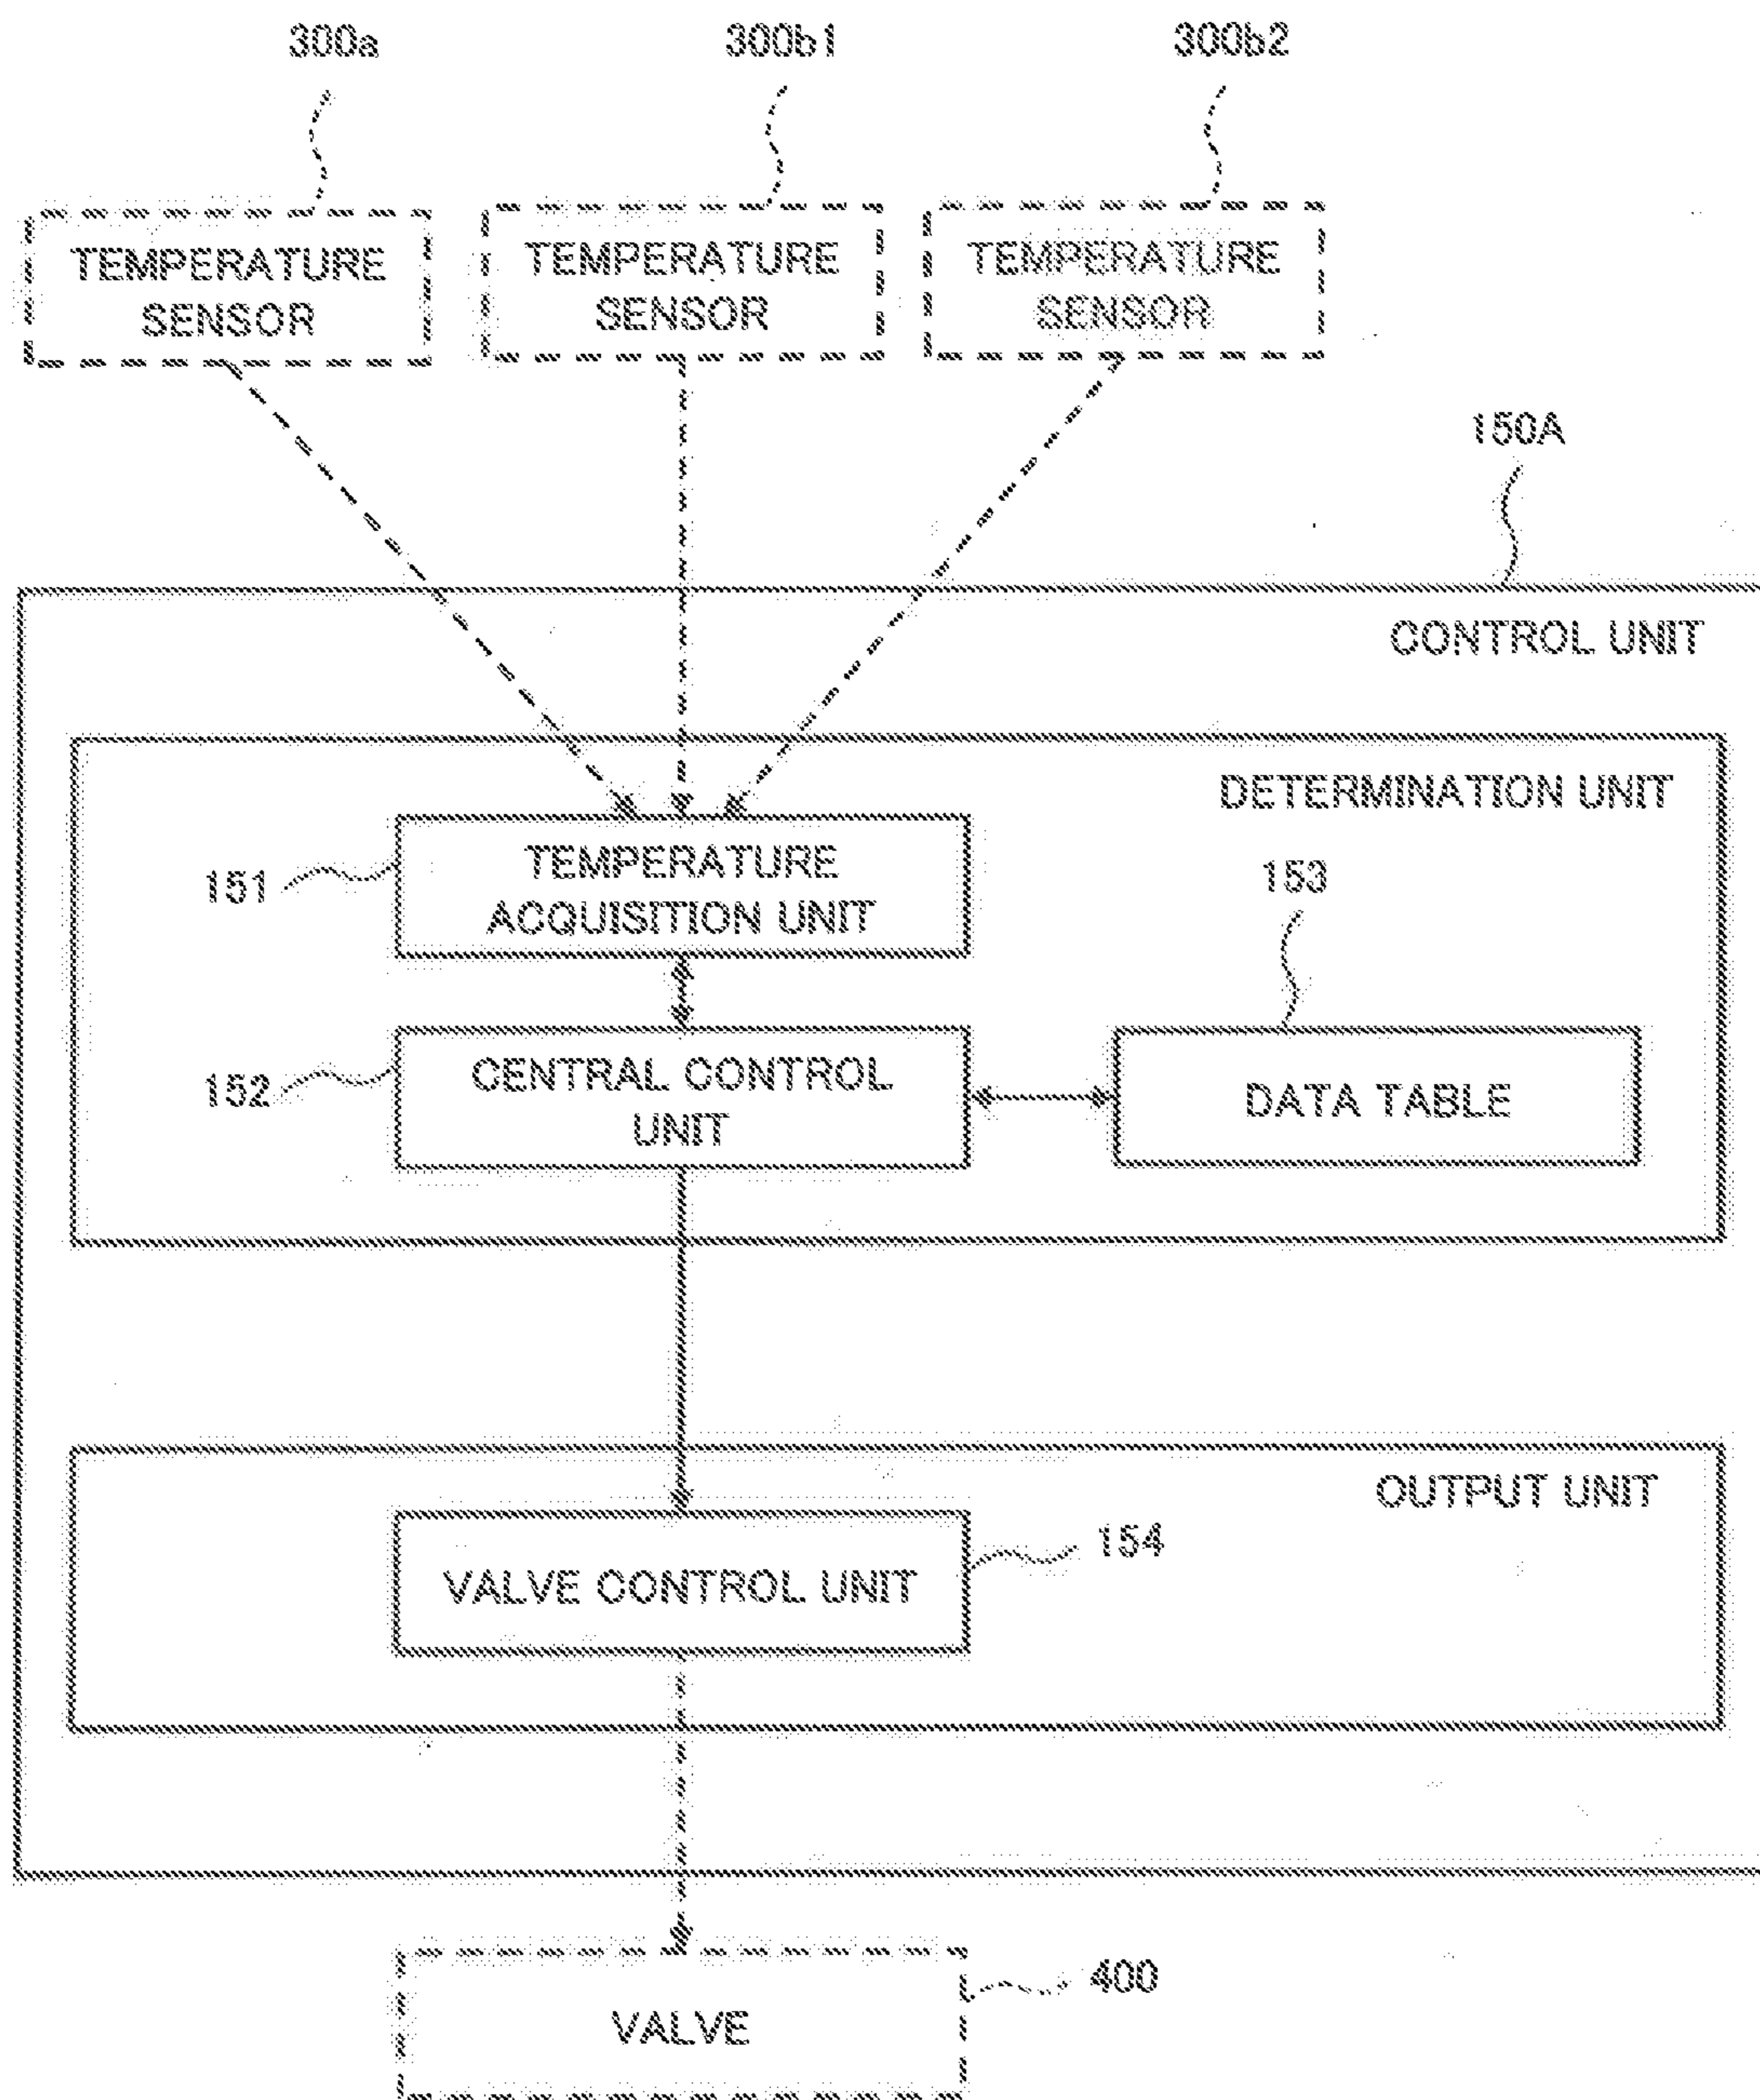 300a
300b1
300b2
TEMPERATURE
SENSOR
TEMPERATURE
SENSOR
TEMPERATURE
SENSOR
150A
CONTROL UNIT
DETERMINATION UNIT
151
TEMPERATURE
ACQUISITION UNIT
153
152
CENTRAL CONTROL
UNIT
DATA TABLE
OUTPUT UNIT
154
VALVE CONTROL UNIT
400
VALVE